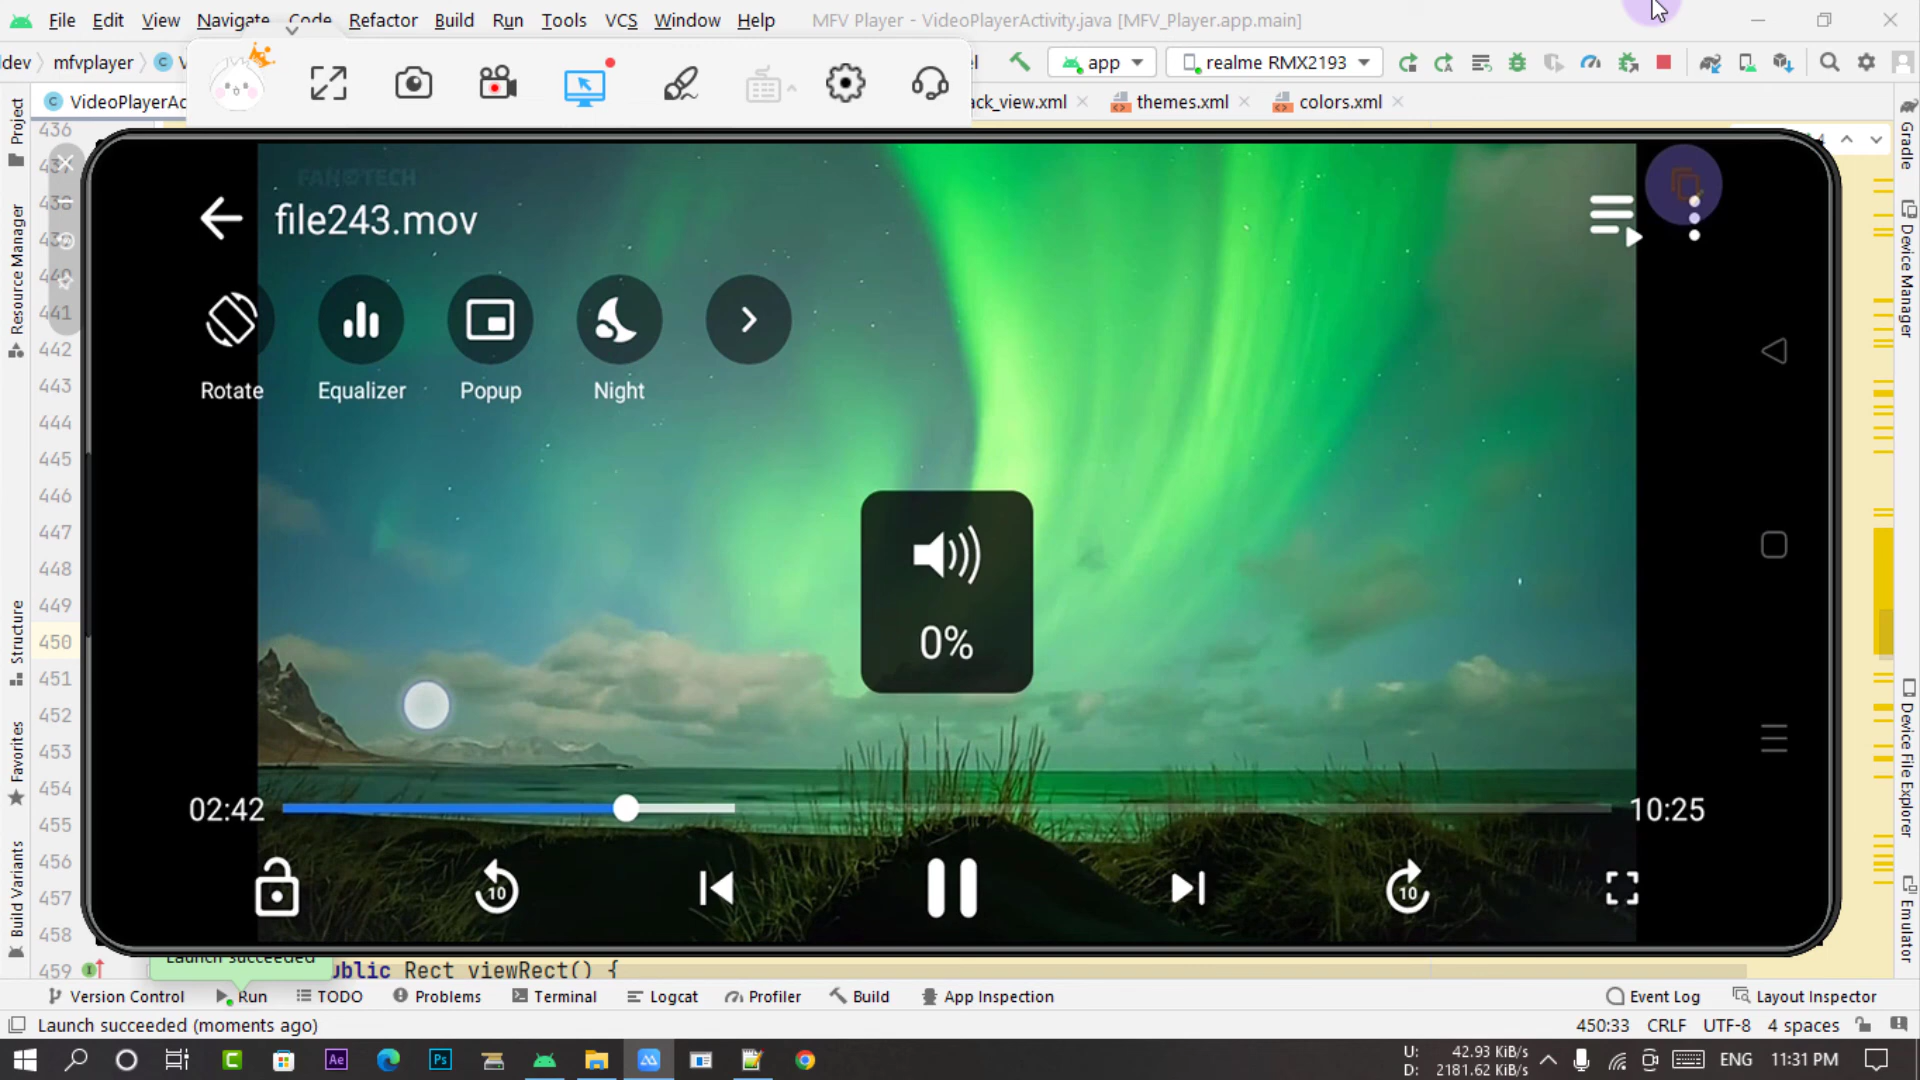 File Edit View Navigate Code Refactor Build Run Tools VCS Window Help MFV Player - VideoPlayerActivity.java [MFV_Player.app.main]
dev mfvplayer app realme RMX2193
VideoPlayerAc ack_view.xml themes.xml colors.xml
Project
Resource Manager
Structure
Favorites
Build Variants
Gradle
Device Manager
Device File Explorer
Emulator
436
441
442
443
444
445
446
447
448
449
450
451
452
453
454
455
456
457
458
459
file243.mov
Rotate Equalizer Popup Night
0%
02:42 10:25
10 10
Launch succeeded
ublic Rect viewRect() {
Version Control Run TODO Problems Terminal Logcat Profiler Build App Inspection Event Log Layout Inspector
Launch succeeded (moments ago) 450:33 CRLF UTF-8 4 spaces
Ae Ps U: 42.93 KiB/s ENG 11:31 PM
D: 2181.62 KiB/s